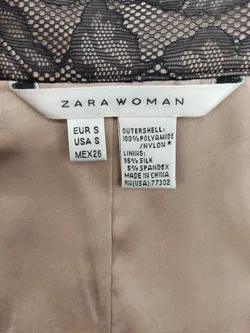 ZARA WOMAN
EUR S
USA S
MEX26
OUTERSHELL:
100% POLYAMIDE
/NYLON *
LINING:
95% SILK
5% SPANDEX
MADE IN CHINA
RN(USA) 77302